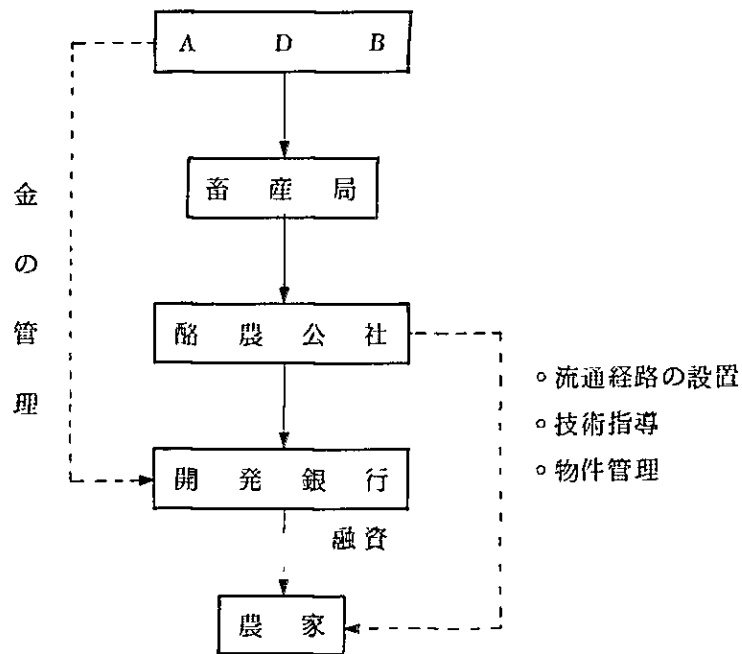 A D B
畜産局
金の管理
酪農公社
○流通経路の設置
○技術指導
○物件管理
開発銀行
融資
農家